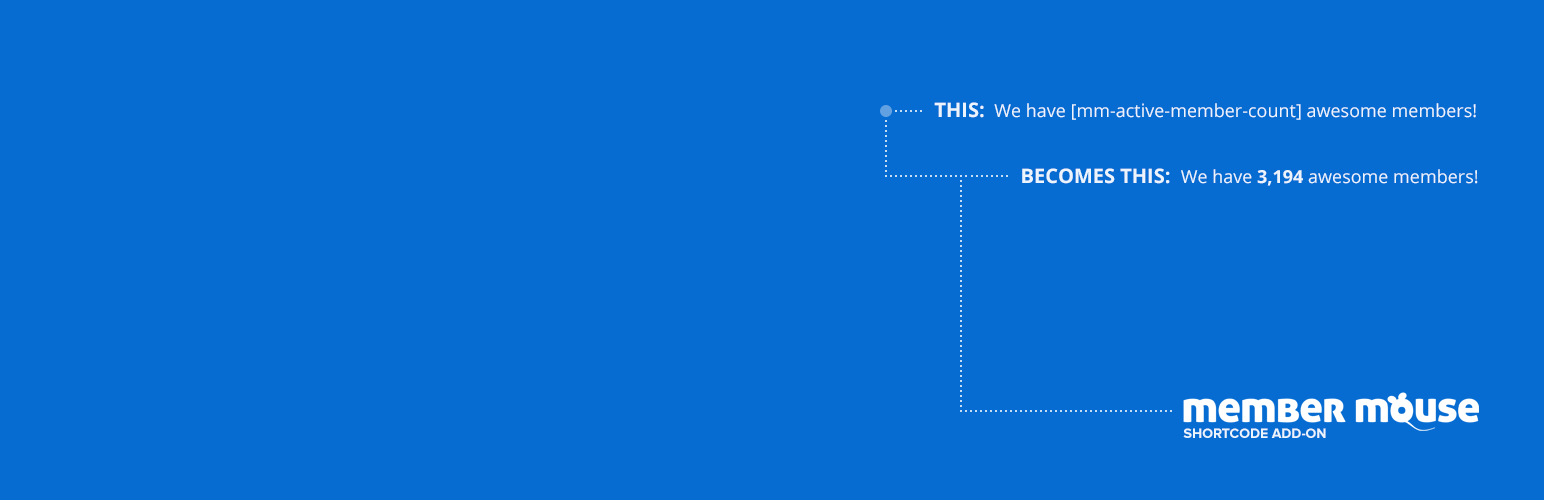 THIS: We have [mm-active-member-count] awesome members!
BECOMES THIS: We have 3,194 awesome members!
memBeR mouse
SHORTCODE ADD-ON